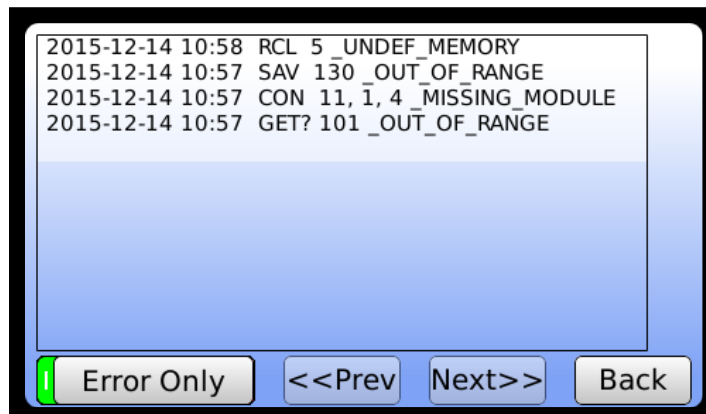 2015-12-14 10:58 RCL 5 _UNDEF_MEMORY
2015-12-14 10:57 SAV 130 _OUT_OF_RANGE
2015-12-14 10:57 CON 11, 1, 4 _MISSING_MODULE
2015-12-14 10:57 GET? 101 _OUT_OF_RANGE
I Error Only <<Prev Next>> Back